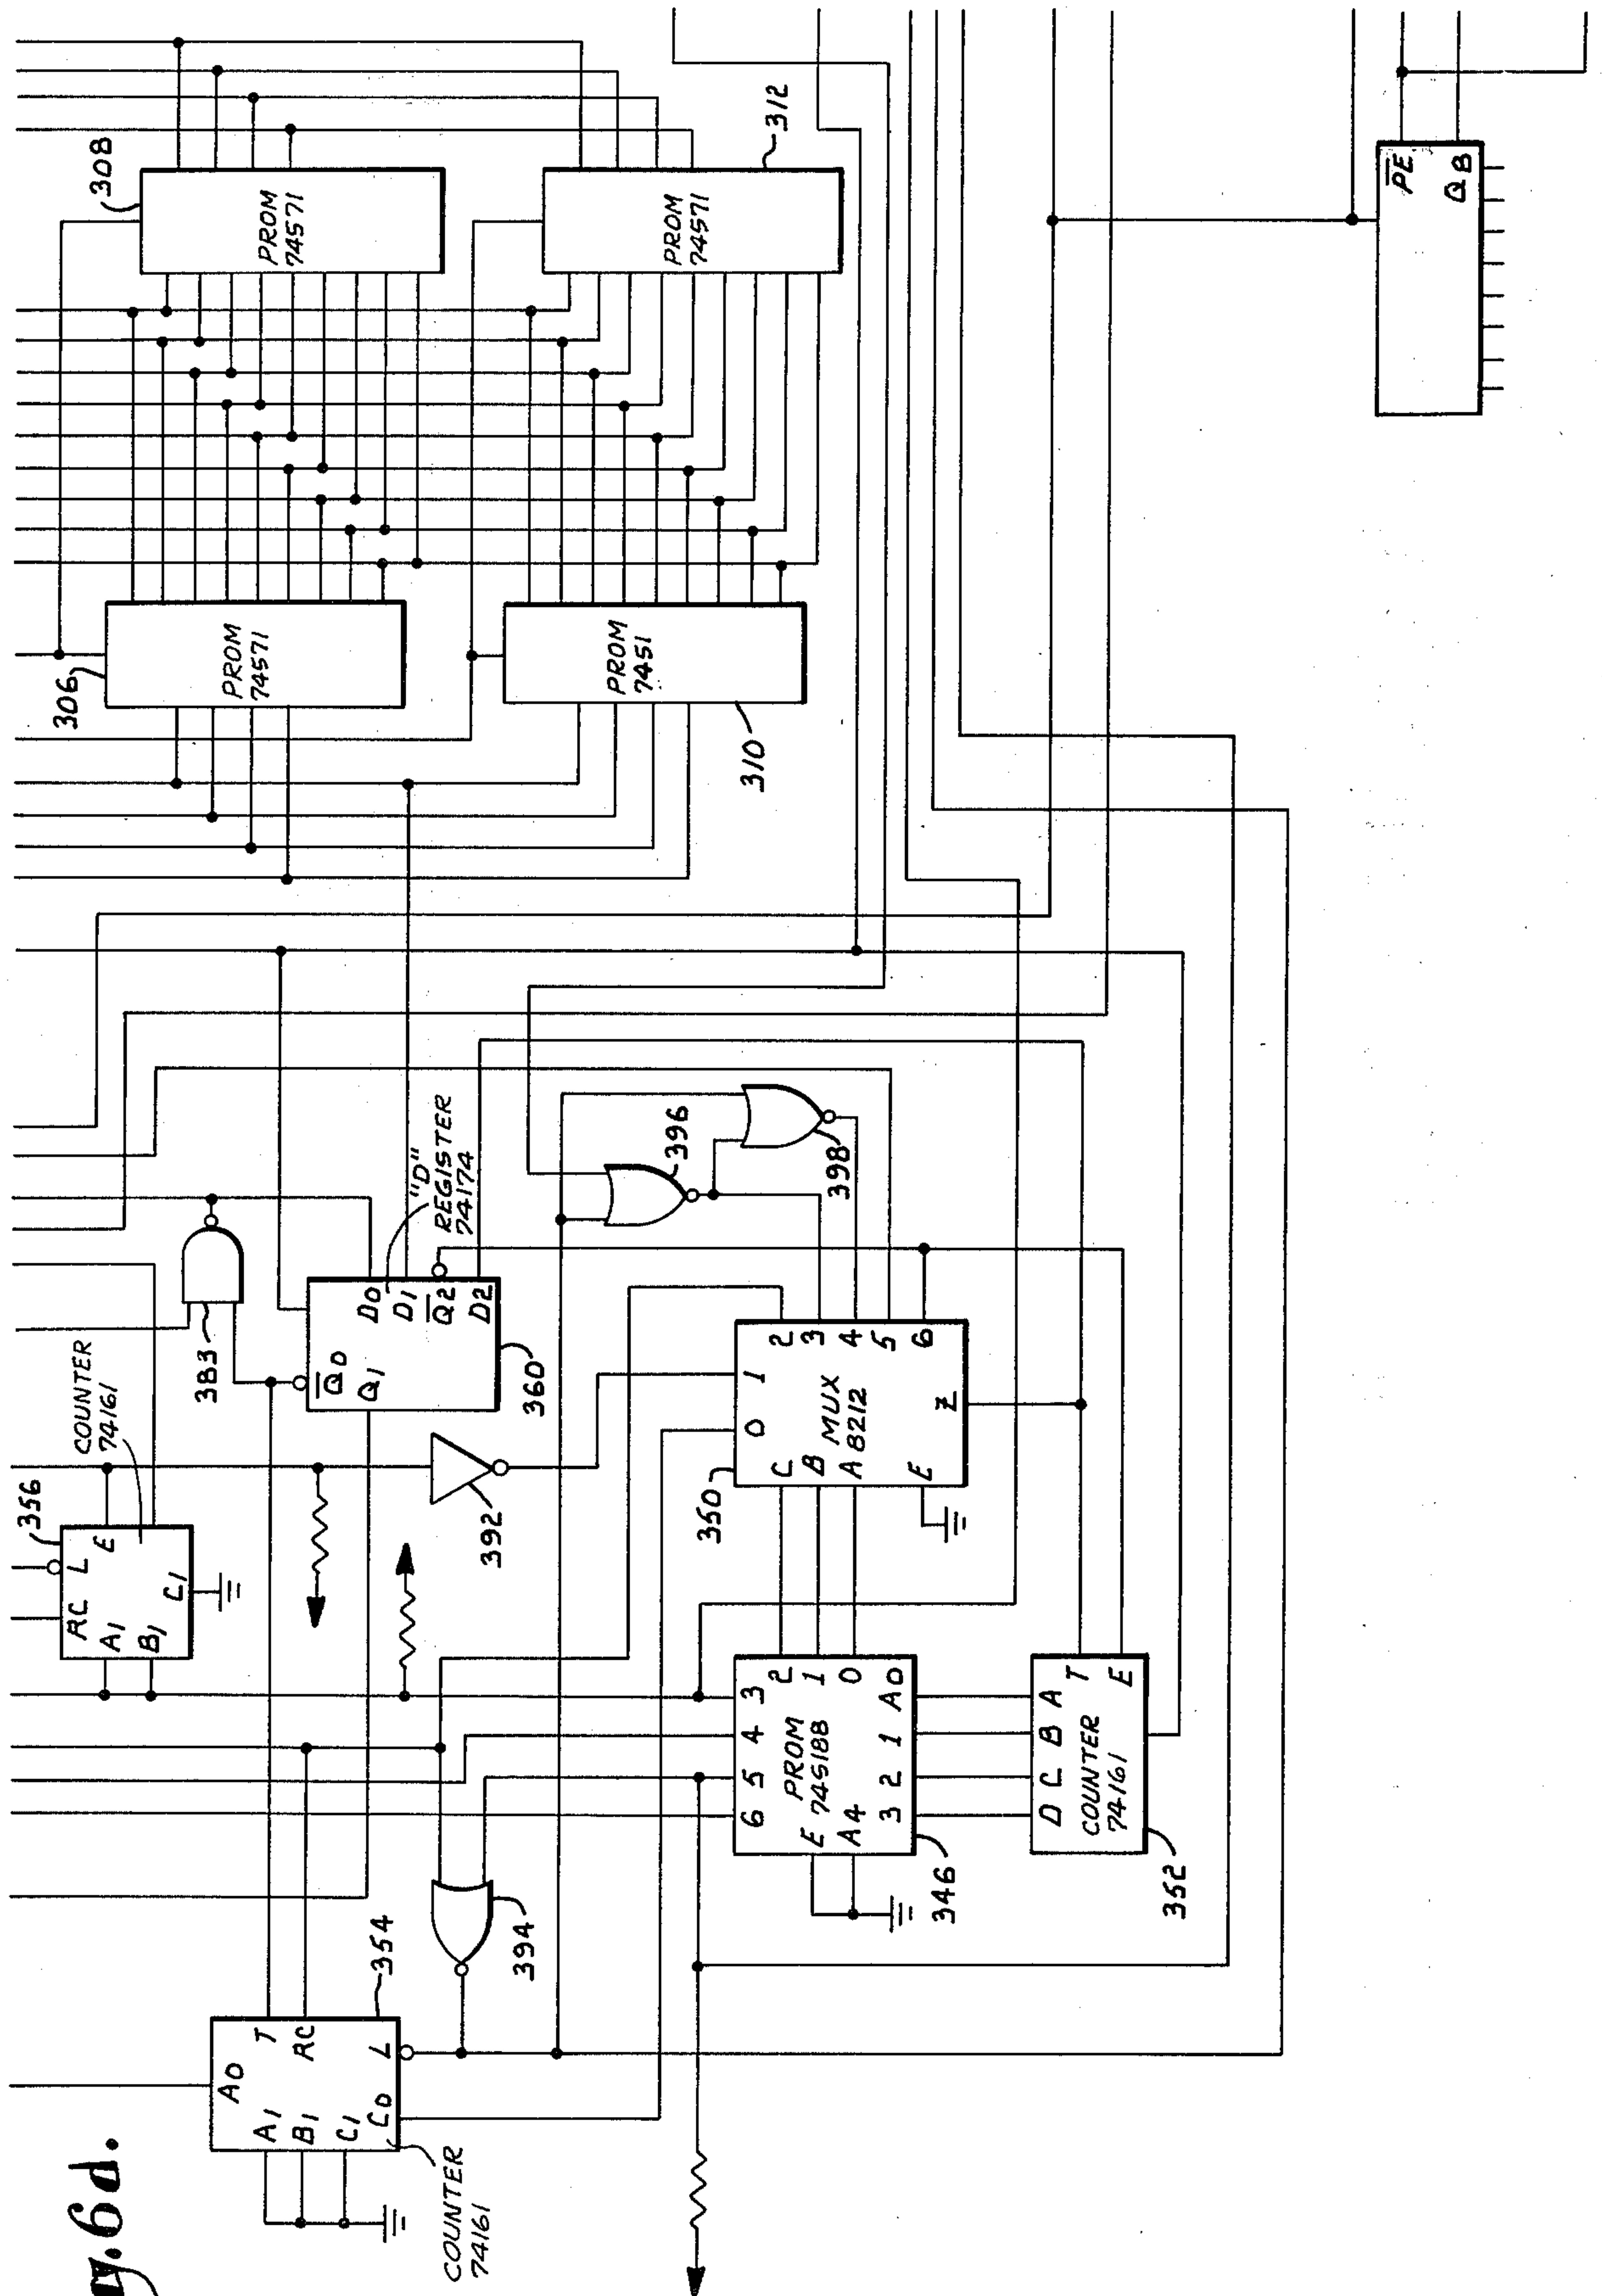 308
PROM
74571
312
PROM
74571
PE
QB
306
PROM
74571
310
PROM
7451
"D"
REGISTER
74174
383
D0
D1
Q2
D2
Q0
Q1
360
396
398
COUNTER
74161
356
RC
L
E
A1
B1
C1
392
350
0
1
2
3
4
5
6
C
B
A
E
Z
MUX
8212
354
A0
T
RC
A1
B1
C1
C0
L
COUNTER
74161
394
6
5
4
3
2
1
0
E
A4
3
2
1
A0
PROM
74S188
346
D
C
B
A
T
E
COUNTER
74161
352
6d.